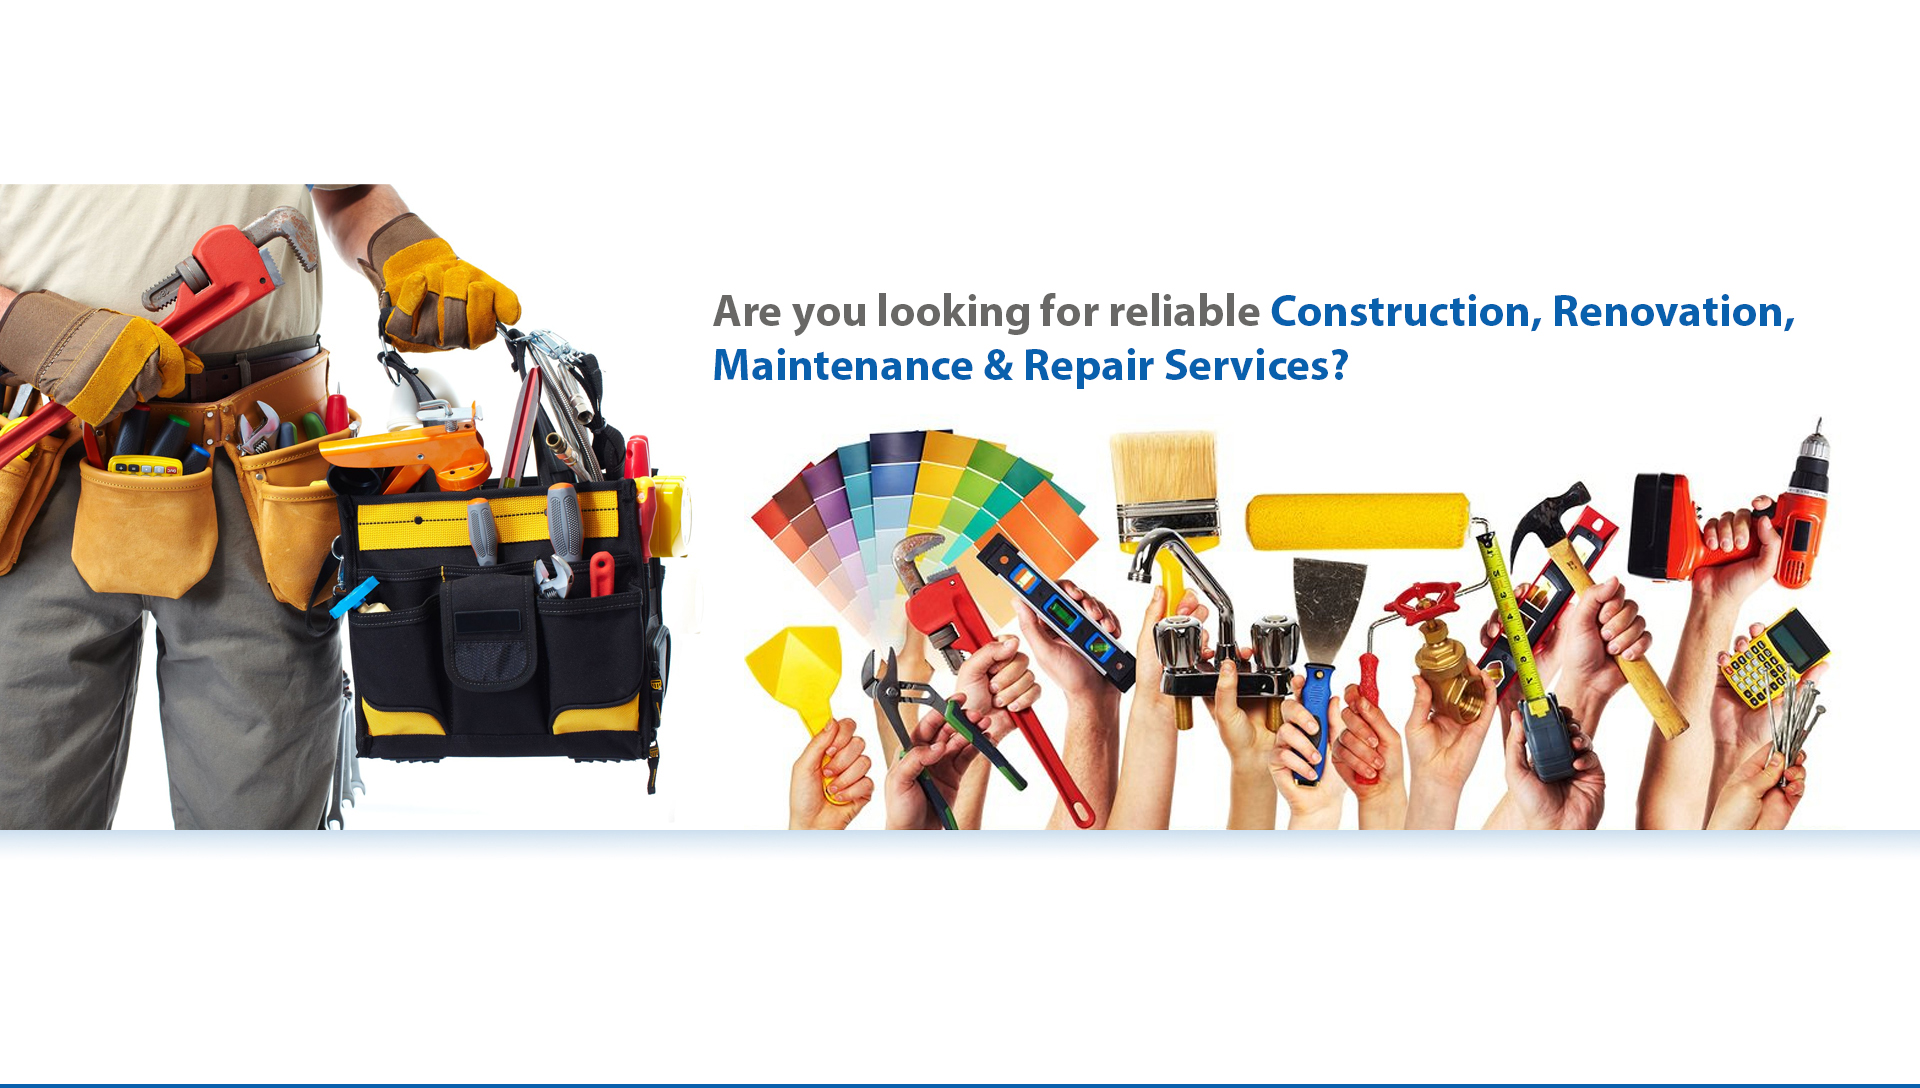 Are you looking for reliable Construction, Renovation,
Maintenance & Repair Services?